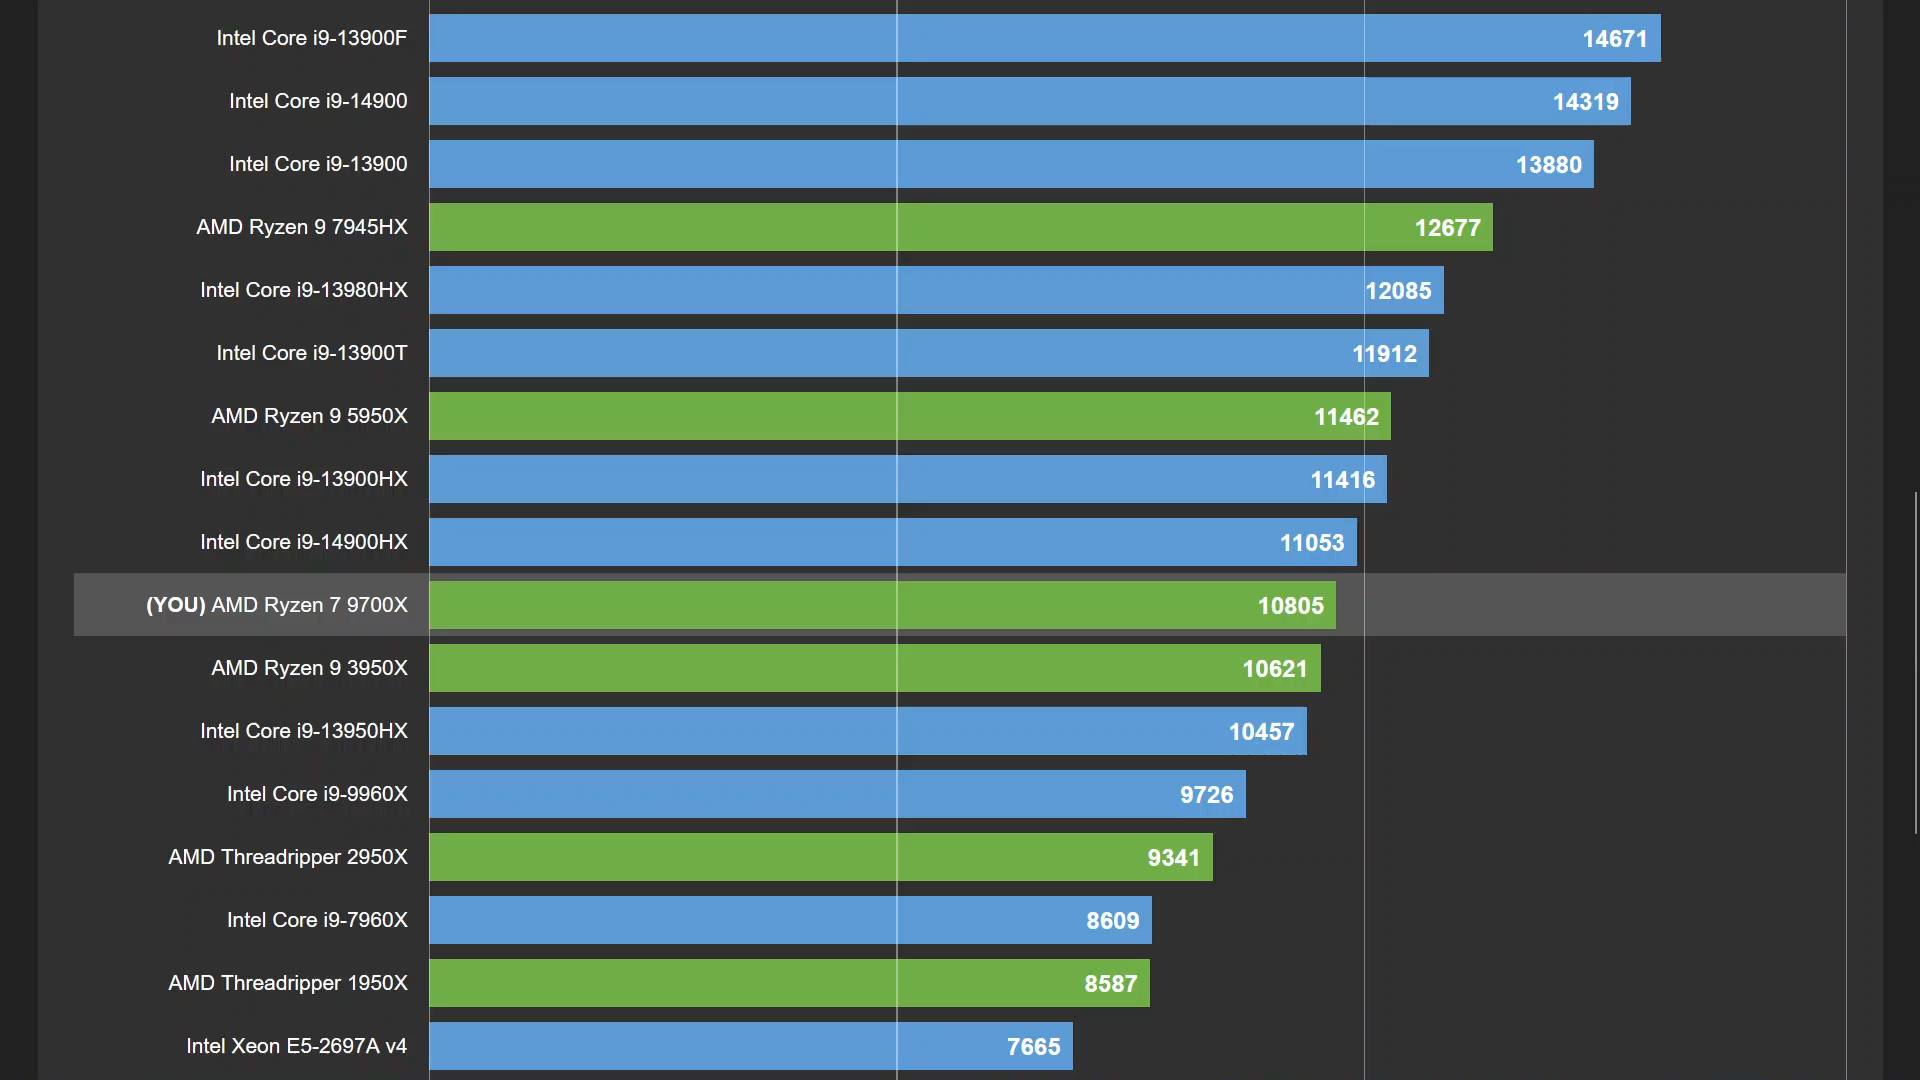 Intel Core i9-13900F 14671
Intel Core i9-14900 14319
Intel Core i9-13900 13880
AMD Ryzen 9 7945HX 12677
Intel Core i9-13980HX 12085
Intel Core i9-13900T 11912
AMD Ryzen 9 5950X 11462
Intel Core i9-13900HX 11416
Intel Core i9-14900HX 11053
(YOU) AMD Ryzen 7 9700X 10805
AMD Ryzen 9 3950X 10621
Intel Core i9-13950HX 10457
Intel Core i9-9960X 9726
AMD Threadripper 2950X 9341
Intel Core i9-7960X 8609
AMD Threadripper 1950X 8587
Intel Xeon E5-2697A v4 7665